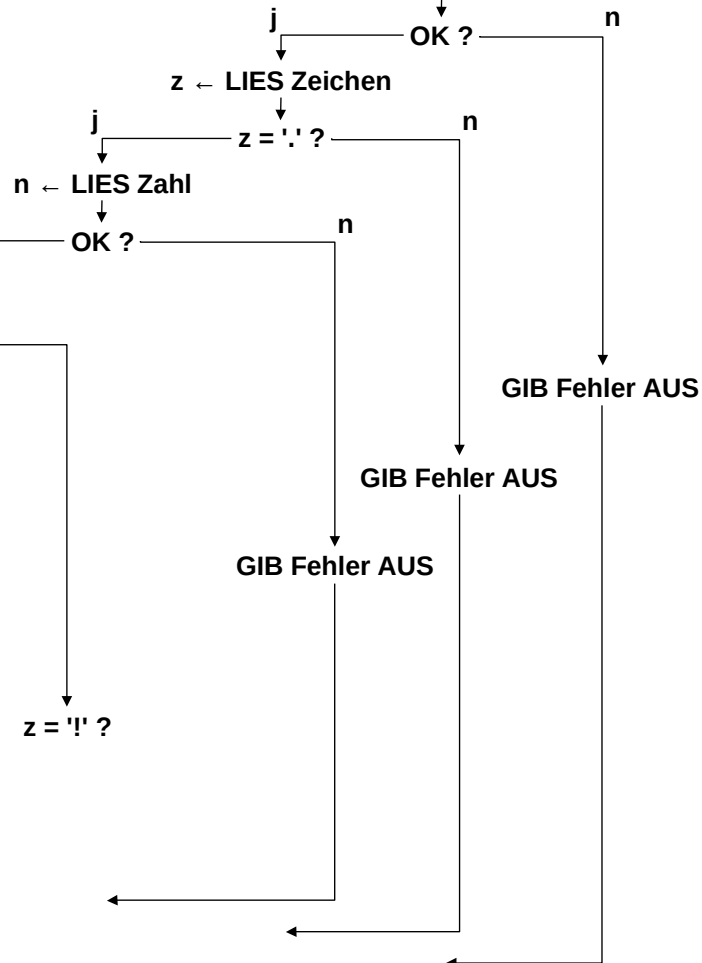 j
n
OK ?
z ← LIES Zeichen
j
n
z = '.' ?
n ← LIES Zahl
n
OK ?
GIB Fehler AUS
GIB Fehler AUS
GIB Fehler AUS
z = '!' ?